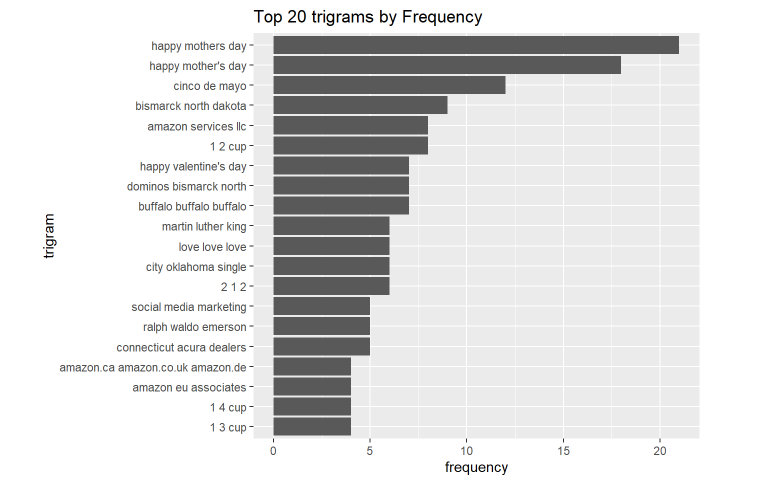 Top 20 trigrams by Frequency
happy mothers day
happy mother's day
cinco de mayo
bismarck north dakota
amazon services llc
1 2 cup
happy valentine's day
dominos bismarck north
buffalo buffalo buffalo
martin luther king
love love love
city oklahoma single
2 1 2
social media marketing
ralph waldo emerson
connecticut acura dealers
amazon.ca amazon.co.uk amazon.de
amazon eu associates
1 4 cup
1 3 cup
trigram
0 5 10 15 20
frequency